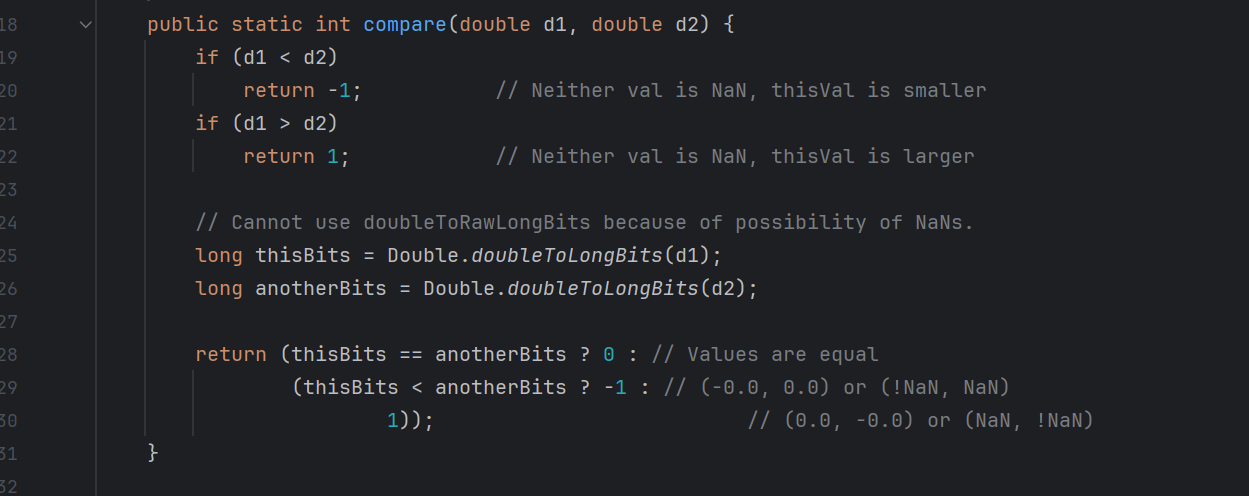 18 public static int compare(double d1, double d2) {
19 if (d1 < d2)
20 return -1; // Neither val is NaN, thisVal is smaller
21 if (d1 > d2)
22 return 1; // Neither val is NaN, thisVal is larger
23
24 // Cannot use doubleToRawLongBits because of possibility of NaNs.
25 long thisBits = Double.doubleToLongBits(d1);
26 long anotherBits = Double.doubleToLongBits(d2);
27
28 return (thisBits == anotherBits ? 0 : // Values are equal
29 (thisBits < anotherBits ? -1 : // (-0.0, 0.0) or (!NaN, NaN)
30 1)); // (0.0, -0.0) or (NaN, !NaN)
31 }
32